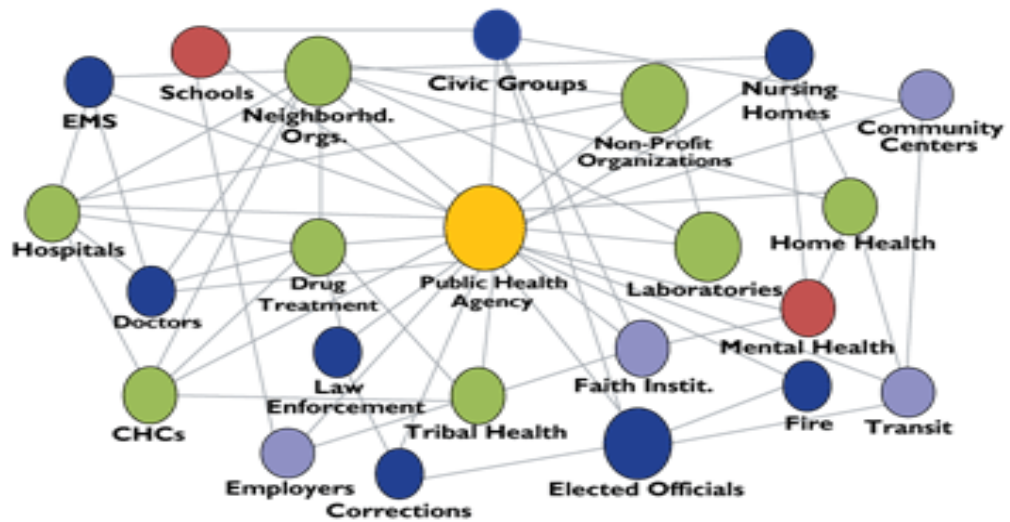 Schools
Civic Groups
Nursing
Homes
EMS
Neighborhd.
Orgs.
Non-Profit
Organizations
Community
Centers
Hospitals
Drug
Treatment
Public Health
Agency
Laboratories
Home Health
Doctors
Law
Enforcement
Faith Instit.
Mental Health
CHCs
Tribal Health
Fire
Transit
Employers
Corrections
Elected Officials